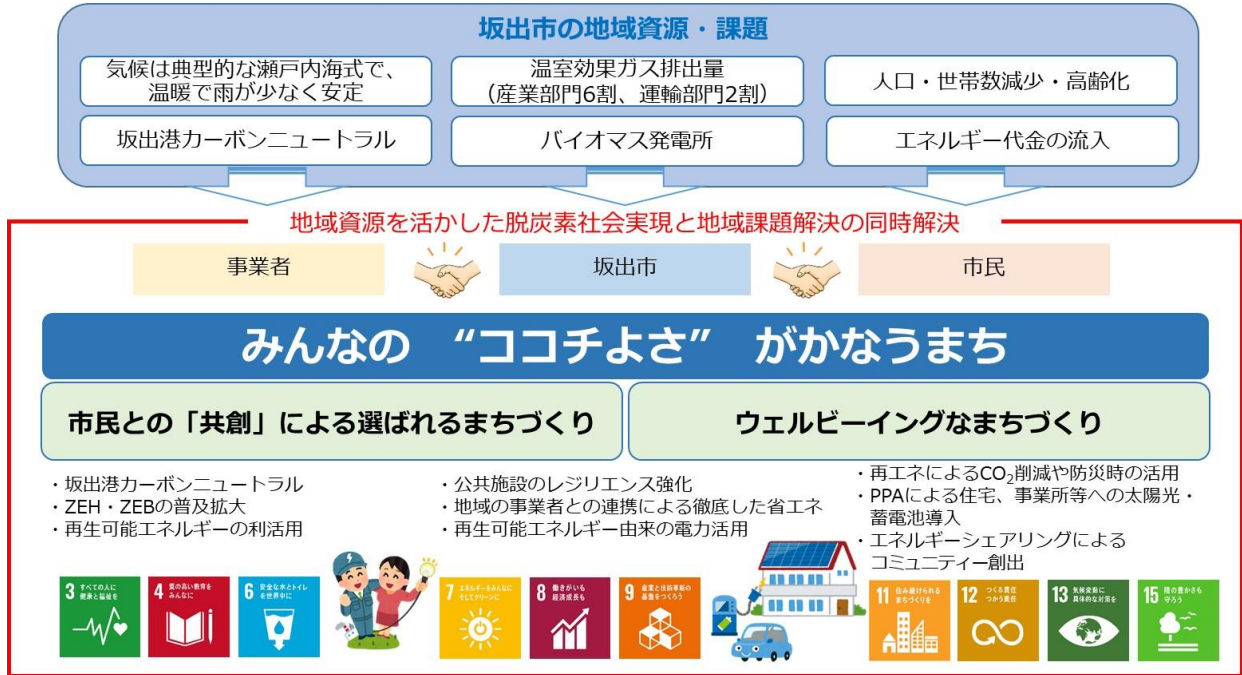 坂出市の地域資源・課題
気候は典型的な瀬戸内海式で、
温暖で雨が少なく安定
温室効果ガス排出量
（産業部門6割、運輸部門2割）
人口・世帯数減少・高齢化
坂出港カーボンニュートラル
バイオマス発電所
エネルギー代金の流入
地域資源を活かした脱炭素社会実現と地域課題解決の同時解決
事業者
坂出市
市民
みんなの “ココチよさ” がかなうまち
市民との「共創」による選ばれるまちづくり
ウェルビーイングなまちづくり
・坂出港カーボンニュートラル
・ZEH・ZEBの普及拡大
・再生可能エネルギーの利活用
・公共施設のレジリエンス強化
・地域の事業者との連携による徹底した省エネ
・再生可能エネルギー由来の電力活用
・再エネによるCO₂削減や防災時の活用
・PPAによる住宅、事業所等への太陽光・
蓄電池導入
・エネルギーシェアリングによる
コミュニティー創出
3 すべての人に
健康と福祉を
4 質の高い教育を
みんなに
6 安全な水とトイレ
を世界中に
7 エネルギーをみんなに
そしてクリーンに
8 働きがいも
経済成長も
9 産業と技術革新の
基盤をつくろう
11 住み続けられる
まちづくりを
12 つくる責任
つかう責任
13 気候変動に
具体的な対策を
15 陸の豊かさも
守ろう